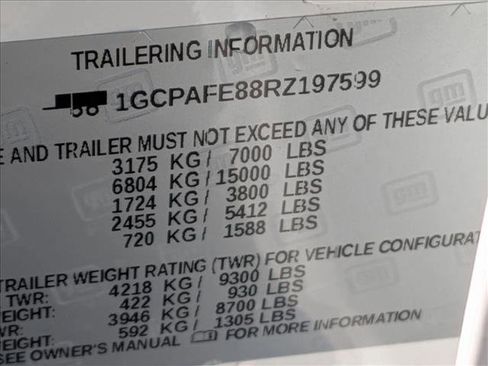 TRAILERING INFORMATION
1GCPAFE88RZ197599
E AND TRAILER MUST NOT EXCEED ANY OF THESE VALU
3175 KG/ 7000 LBS
6804 KG/ 15000 LBS
1724 KG/ 3800 LBS
2455 KG/ 5412 LBS
720 KG/ 1588 LBS
TRAILER WEIGHT RATING (TWR) FOR VEHICLE CONFIGURAT
TWR: 4218 KG/ 9300 LBS
EIGHT: 422 KG/ 930 LBS
WR: 3946 KG/ 8700 LBS
EIGHT: 592 KG/ 1305 LBS
SEE OWNER'S MANUAL FOR MORE INFORMATION